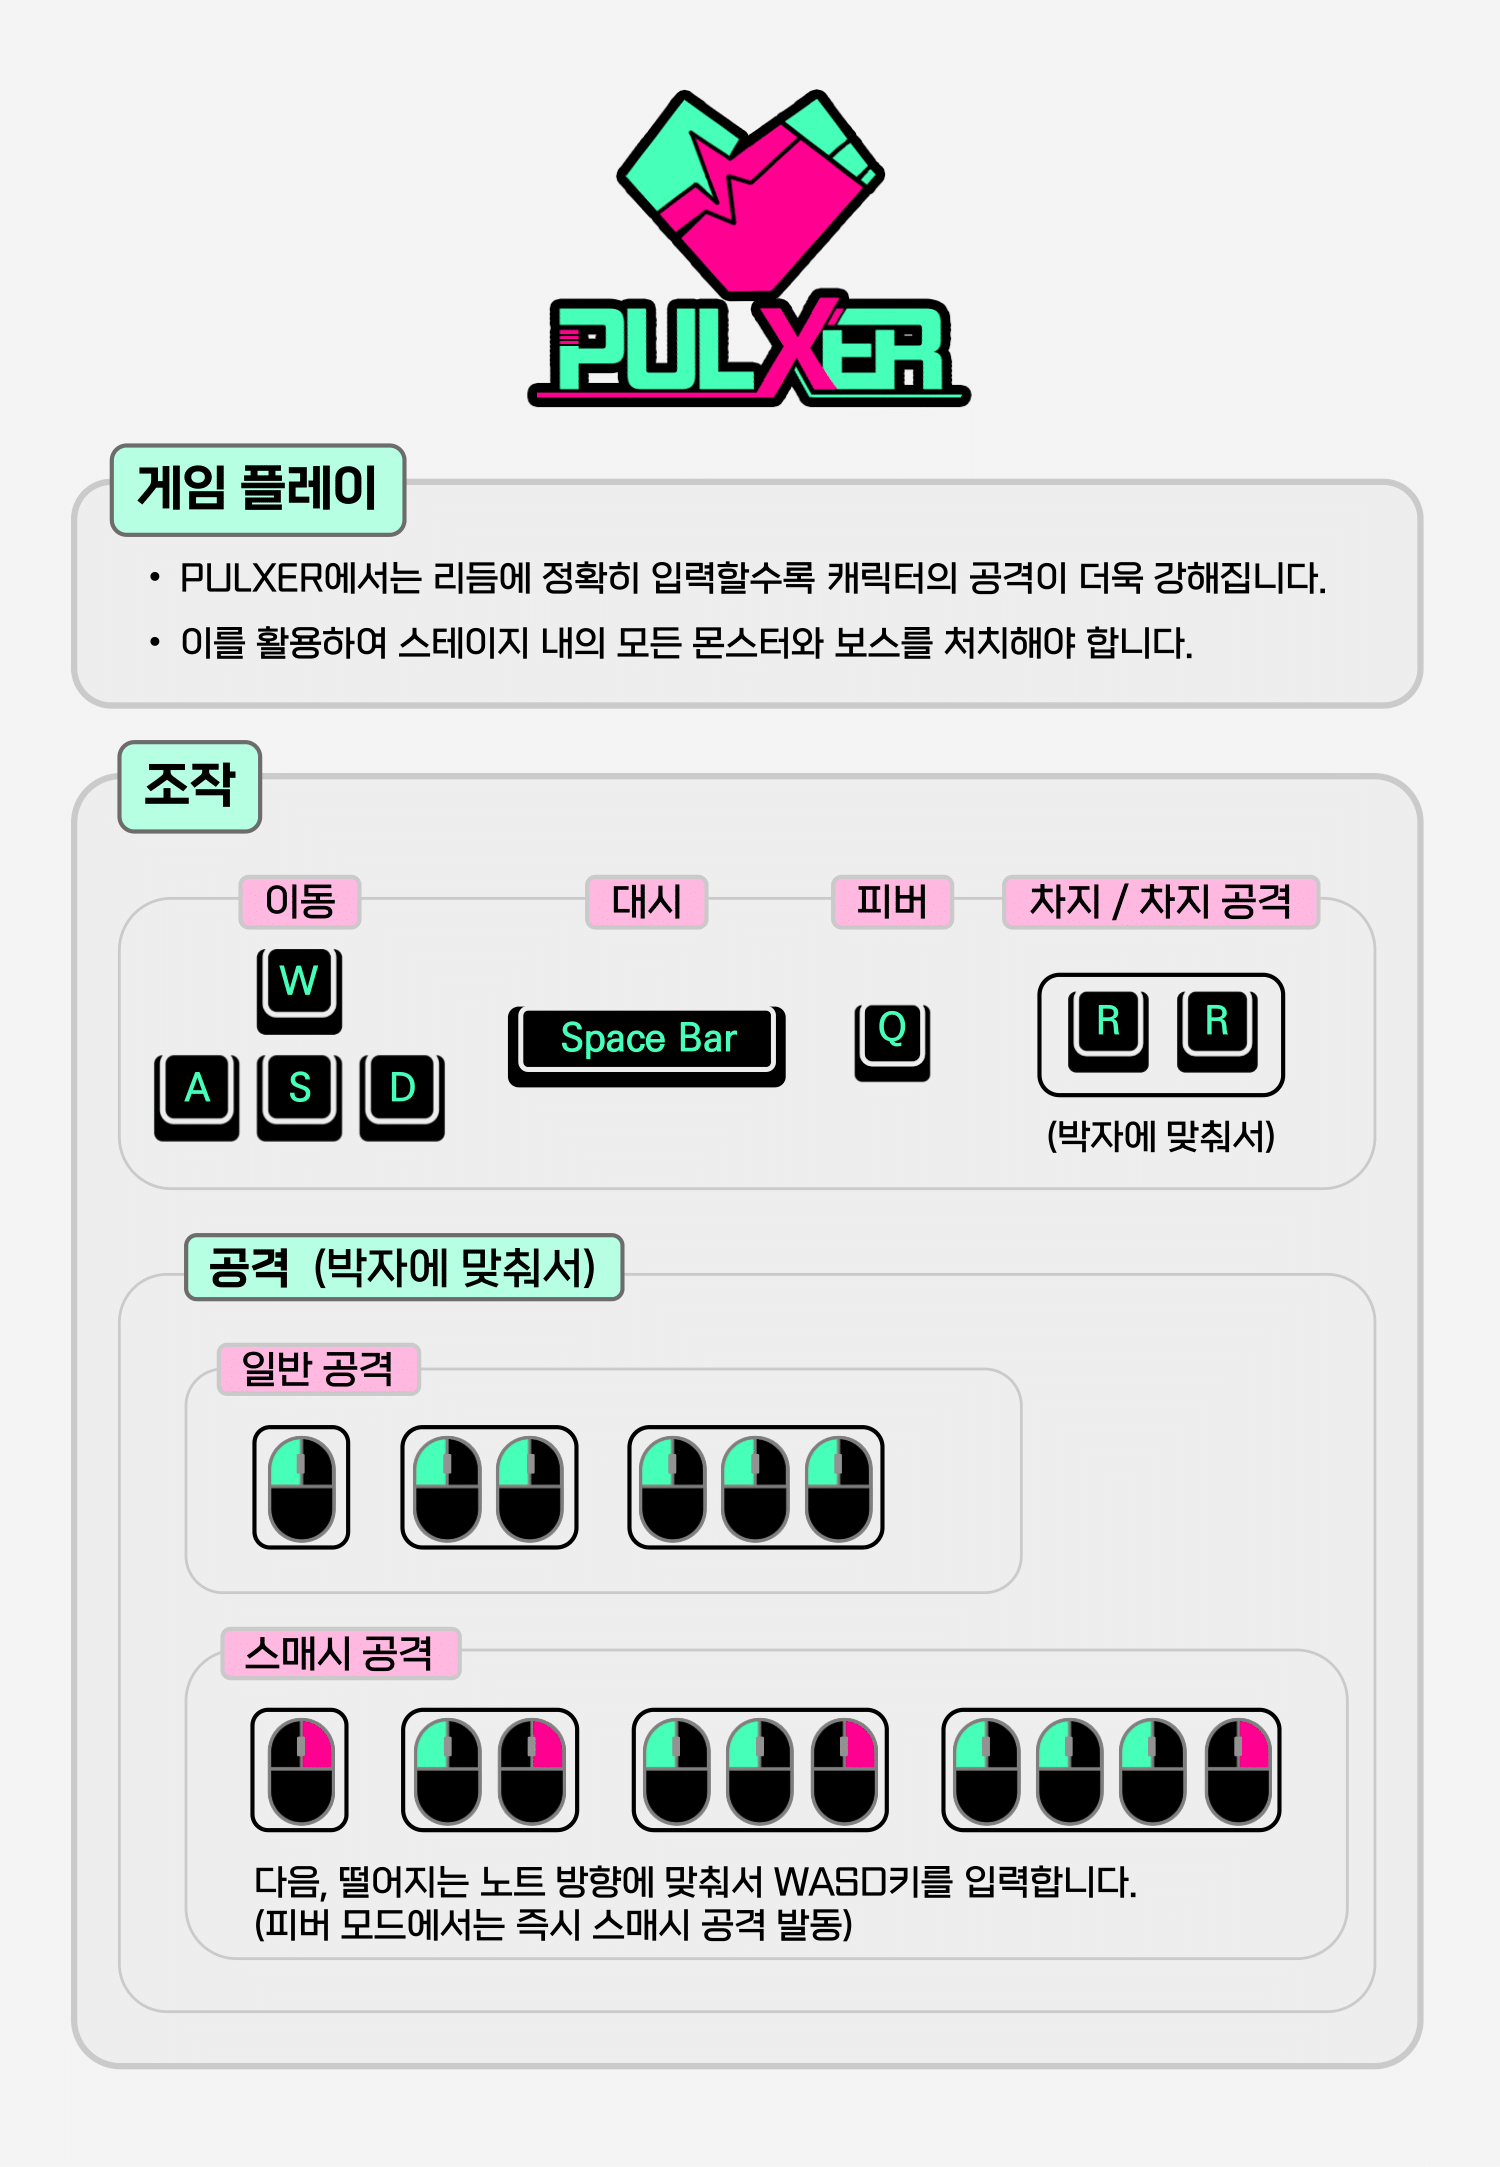 PULXER
게임 플레이
• PULXER에서는 리듬에 정확히 입력할수록 캐릭터의 공격이 더욱 강해집니다.
• 이를 활용하여 스테이지 내의 모든 몬스터와 보스를 처치해야 합니다.
조작
이동
대시
피버
차지 / 차지 공격
W
A
S
D
Space Bar
Q
R
R
(박자에 맞춰서)
공격 (박자에 맞춰서)
일반 공격
스매시 공격
다음, 떨어지는 노트 방향에 맞춰서 WASD키를 입력합니다.
(피버 모드에서는 즉시 스매시 공격 발동)